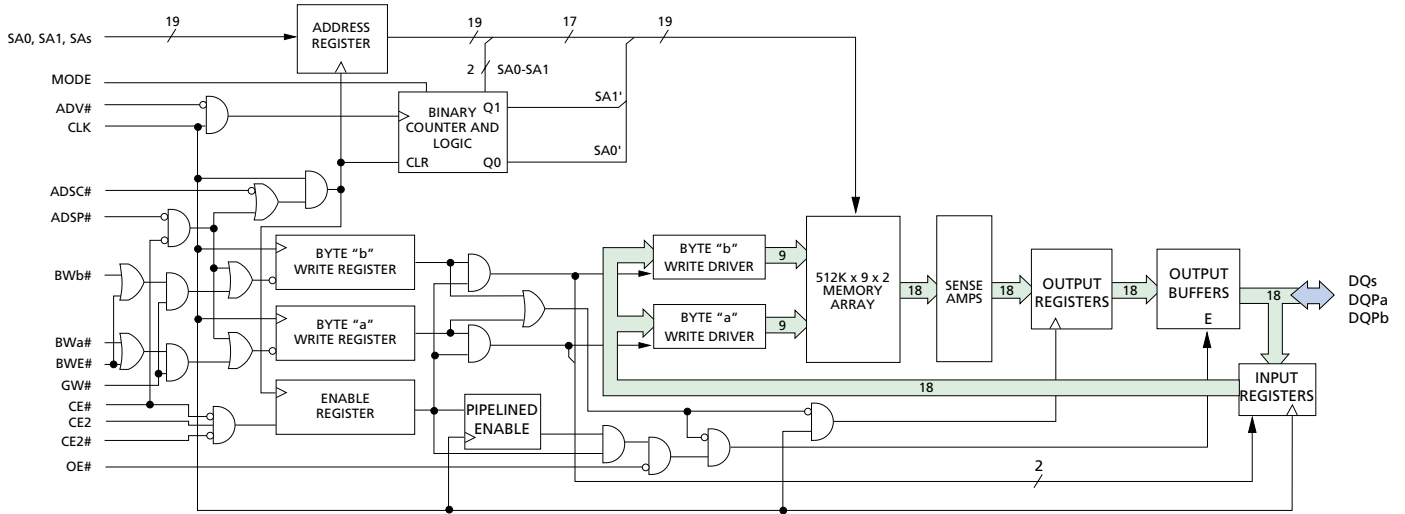 SA0, SA1, SAs
19
ADDRESS
REGISTER
19
17
19
2
SA0-SA1
MODE
ADV#
CLK
BINARY
COUNTER AND
LOGIC
Q1
SA1'
CLR
Q0
SA0'
ADSC#
ADSP#
BWb#
BYTE "b"
WRITE REGISTER
BYTE "b"
WRITE DRIVER
9
512K x 9 x 2
MEMORY
ARRAY
18
SENSE
AMPS
18
OUTPUT
REGISTERS
18
OUTPUT
BUFFERS
E
18
DQs
DQPa
DQPb
BYTE "a"
WRITE REGISTER
BYTE "a"
WRITE DRIVER
9
BWa#
BWE#
GW#
CE#
CE2
CE2#
OE#
ENABLE
REGISTER
PIPELINED
ENABLE
18
INPUT
REGISTERS
2